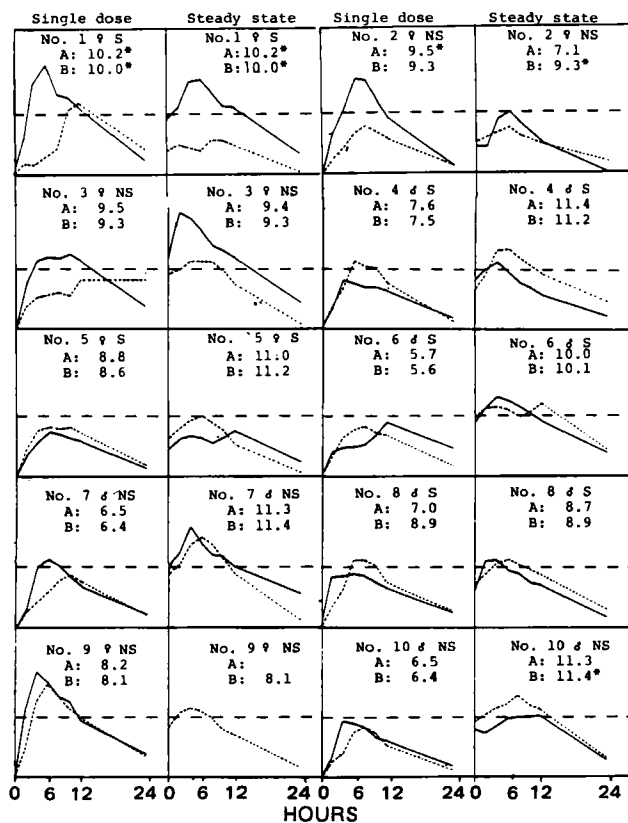 Single dose Steady state Single dose Steady state
No. 1 ♀ S
A: 10.2*
B: 10.0*
No. 1 ♀ S
A: 10.2*
B: 10.0*
No. 2 ♀ NS
A: 9.5*
B: 9.3
No. 2 ♀ NS
A: 7.1
B: 9.3*
No. 3 ♀ NS
A: 9.5
B: 9.3
No. 3 ♀ NS
A: 9.4
B: 9.3
No. 4 ♂ S
A: 7.6
B: 7.5
No. 4 ♂ S
A: 11.4
B: 11.2
No. 5 ♀ S
A: 8.8
B: 8.6
No. 5 ♀ S
A: 11.0
B: 11.2
No. 6 ♂ S
A: 5.7
B: 5.6
No. 6 ♂ S
A: 10.0
B: 10.1
No. 7 ♂ NS
A: 6.5
B: 6.4
No. 7 ♂ NS
A: 11.3
B: 11.4
No. 8 ♂ S
A: 7.0
B: 8.9
No. 8 ♂ S
A: 8.7
B: 8.9
No. 9 ♀ NS
A: 8.2
B: 8.1
No. 9 ♀ NS
A:
B: 8.1
No. 10 ♂ NS
A: 6.5
B: 6.4
No. 10 ♂ NS
A: 11.3
B: 11.4*
0 6 12 24 0 6 12 24 0 6 12 24 0 6 12 24
HOURS